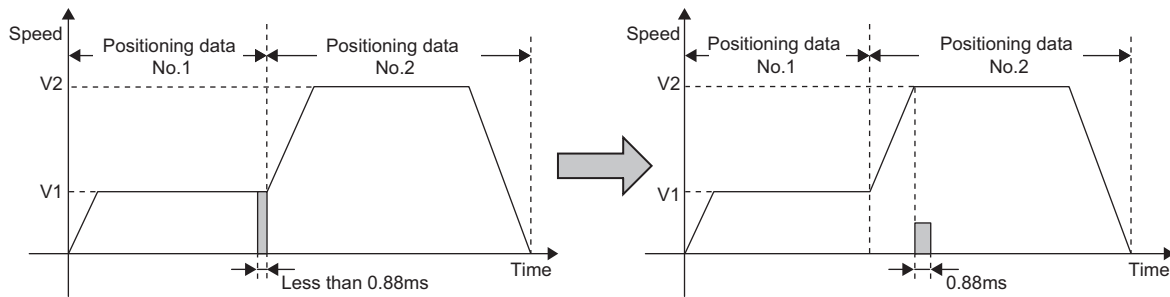 Speed
Positioning data
No.1
Positioning data
No.2
V2
V1
Time
Less than 0.88ms
Speed
Positioning data
No.1
Positioning data
No.2
V2
V1
Time
0.88ms